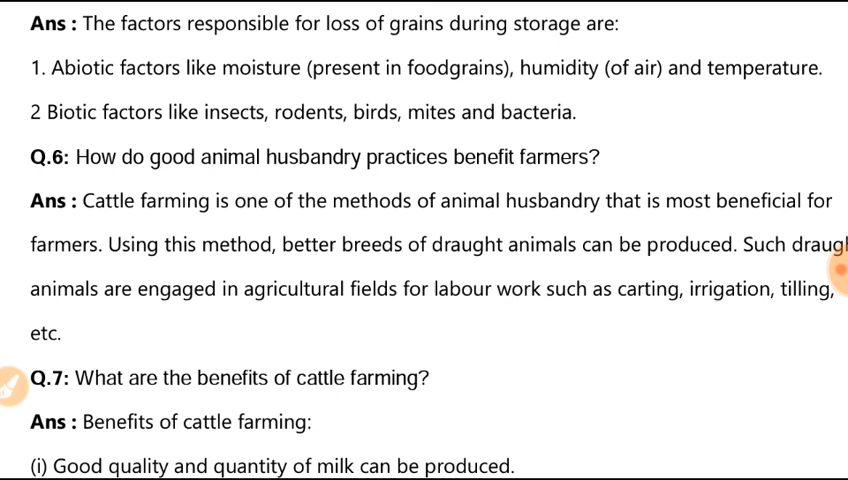 Ans : The factors responsible for loss of grains during storage are:
1. Abiotic factors like moisture (present in foodgrains), humidity (of air) and temperature.
2 Biotic factors like insects, rodents, birds, mites and bacteria.
Q.6: How do good animal husbandry practices benefit farmers?
Ans : Cattle farming is one of the methods of animal husbandry that is most beneficial for
farmers. Using this method, better breeds of draught animals can be produced. Such
animals are engaged in agricultural fields for labour work such as carting, irrigation, tilling,
etc.
Q.7: What are the benefits of cattle farming?
Ans : Benefits of cattle farming:
(i) Good quality and quantity of milk can be produced.